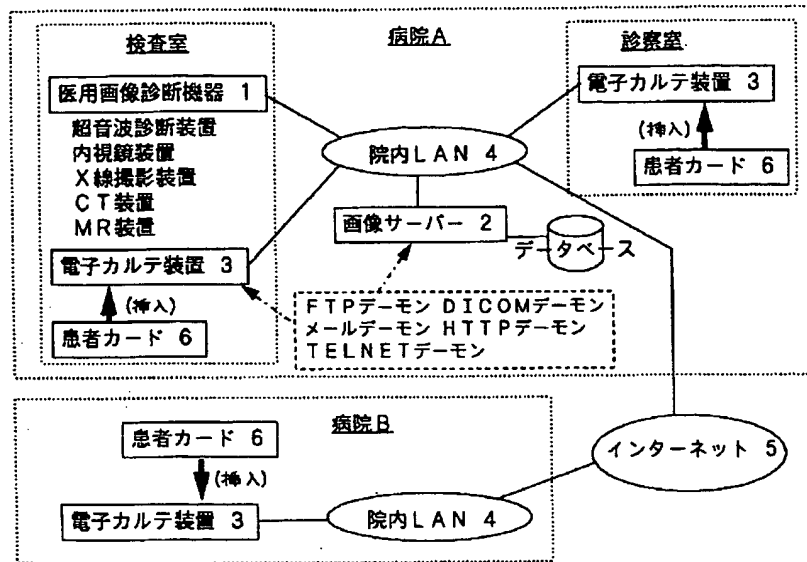 病院A
検査室
医用画像診断機器 1
超音波診断装置
内視鏡装置
X線撮影装置
CT装置
MR装置
電子カルテ装置 3
(挿入)
患者カード 6
院内LAN 4
画像サーバー 2
データベース
FTPデーモン DICOMデーモン
メールデーモン HTTPデーモン
TELNETデーモン
診察室
電子カルテ装置 3
(挿入)
患者カード 6
病院B
患者カード 6
(挿入)
電子カルテ装置 3
院内LAN 4
インターネット 5